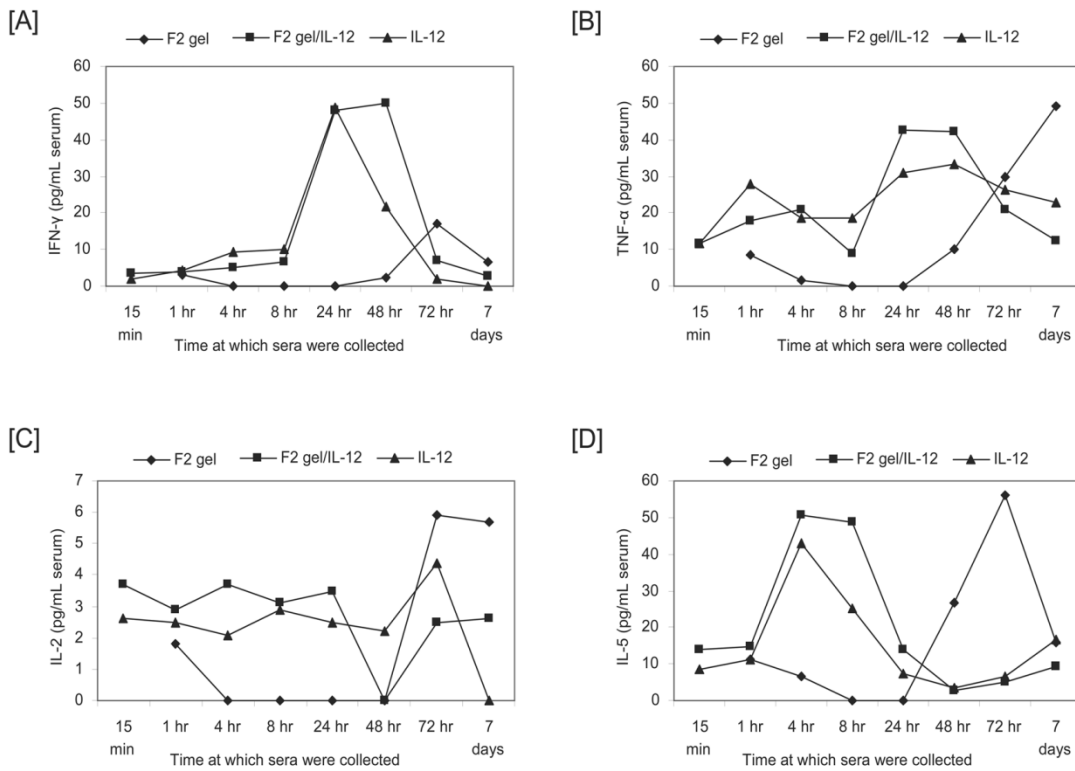 [A]
F2 gel F2 gel/IL-12 IL-12
60
50
40
30
20
10
0
IFN-γ (pg/mL serum)
15 min 1 hr 4 hr 8 hr 24 hr 48 hr 72 hr 7 days
Time at which sera were collected
[B]
F2 gel F2 gel/IL-12 IL-12
60
50
40
30
20
10
0
TNF-α (pg/mL serum)
15 min 1 hr 4 hr 8 hr 24 hr 48 hr 72 hr 7 days
Time at which sera were collected
[C]
F2 gel F2 gel/IL-12 IL-12
7
6
5
4
3
2
1
0
IL-2 (pg/mL serum)
15 min 1 hr 4 hr 8 hr 24 hr 48 hr 72 hr 7 days
Time at which sera were collected
[D]
F2 gel F2 gel/IL-12 IL-12
60
50
40
30
20
10
0
IL-5 (pg/mL serum)
15 min 1 hr 4 hr 8 hr 24 hr 48 hr 72 hr 7 days
Time at which sera were collected